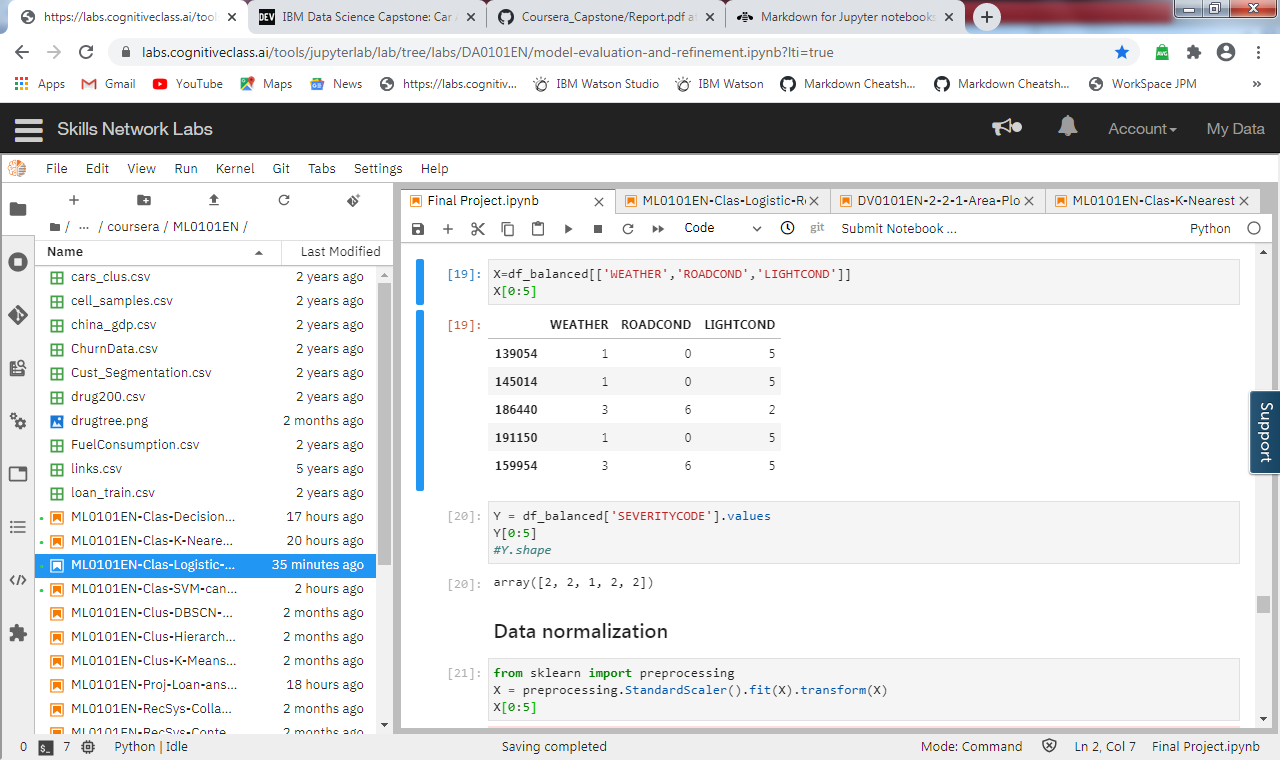 https://labs.cognitiveclass.ai/tool
IBM Data Science Capstone: Car A
Coursera_Capstone/Report.pdf at
Markdown for Jupyter notebooks
labs.cognitiveclass.ai/tools/jupyterlab/lab/tree/labs/DA0101EN/model-evaluation-and-refinement.ipynb?lti=true
Apps Gmail YouTube Maps News https://labs.cognitiv... IBM Watson Studio IBM Watson Markdown Cheatsh... Markdown Cheatsh... WorkSpace JPM »
Skills Network Labs Account My Data
File Edit View Run Kernel Git Tabs Settings Help
/ ... / coursera / ML0101EN /
Name Last Modified
cars_clus.csv 2 years ago
cell_samples.csv 2 years ago
china_gdp.csv 2 years ago
ChurnData.csv 2 years ago
Cust_Segmentation.csv 2 years ago
drug200.csv 2 years ago
drugtree.png 2 months ago
FuelConsumption.csv 2 years ago
links.csv 5 years ago
loan_train.csv 2 years ago
ML0101EN-Clas-Decision... 17 hours ago
ML0101EN-Clas-K-Neare... 20 hours ago
ML0101EN-Clas-Logistic-... 35 minutes ago
ML0101EN-Clas-SVM-can... 2 hours ago
ML0101EN-Clus-DBSCN-... 2 months ago
ML0101EN-Clus-Hierarch... 2 months ago
ML0101EN-Clus-K-Means... 2 months ago
ML0101EN-Proj-Loan-ans... 18 hours ago
ML0101EN-RecSys-Colla... 2 months ago
ML0101EN-RecSys-Conte... 2 months ago
Final Project.ipynb ML0101EN-Clas-Logistic-Re DV0101EN-2-2-1-Area-Plo ML0101EN-Clas-K-Nearest
Code git Submit Notebook ... Python
[19]: X=df_balanced[['WEATHER','ROADCOND','LIGHTCOND']]
X[0:5]
[19]: WEATHER ROADCOND LIGHTCOND
139054 1 0 5
145014 1 0 5
186440 3 6 2
191150 1 0 5
159954 3 6 5
[20]: Y = df_balanced['SEVERITYCODE'].values
Y[0:5]
#Y.shape
[20]: array([2, 2, 1, 2, 2])
Data normalization
[21]: from sklearn import preprocessing
X = preprocessing.StandardScaler().fit(X).transform(X)
X[0:5]
Support
0 7 Python | Idle Saving completed Mode: Command Ln 2, Col 7 Final Project.ipynb